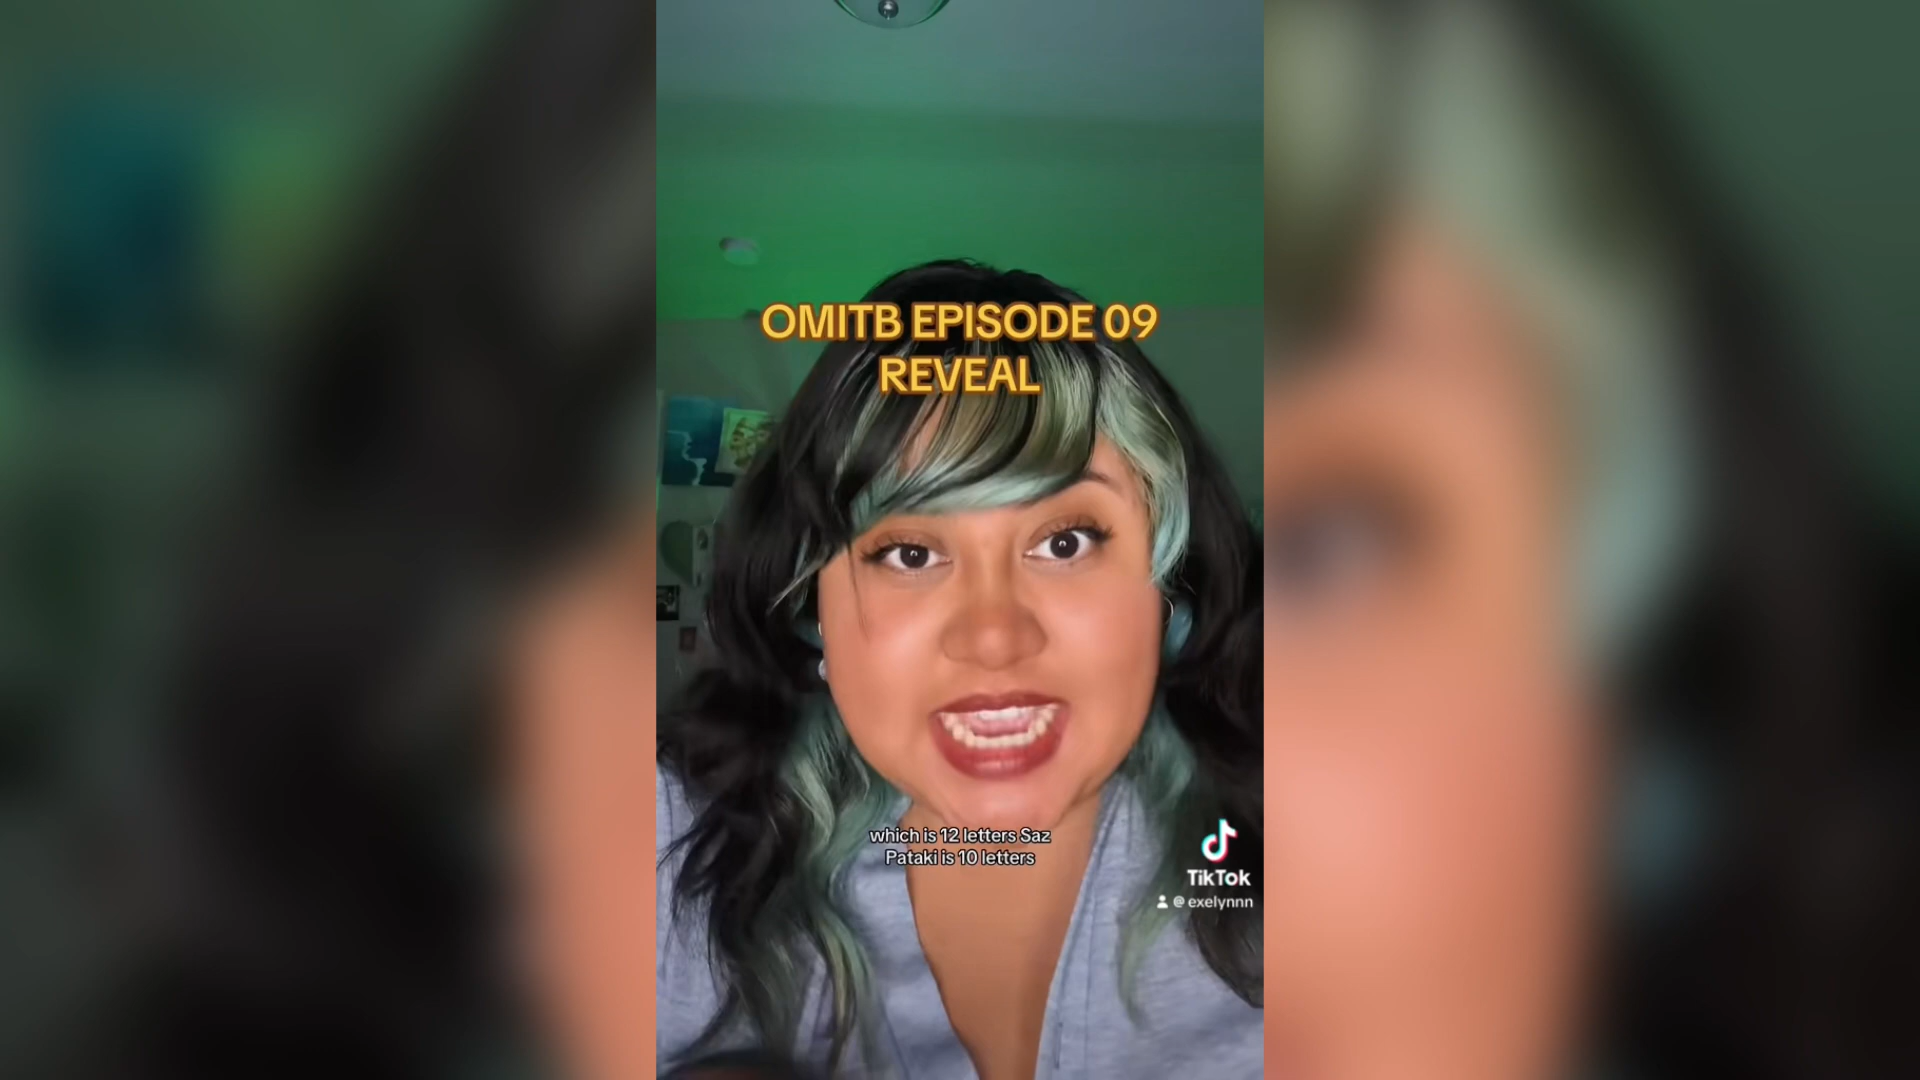 OMITB EPISODE 09
REVEAL
which is 12 letters Saz
Pataki is 10 letters
TikTok
@exelynnn